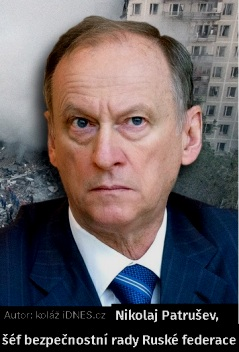 Autor: koláž iDNES.cz Nikolaj Patrušev,
šéf bezpečnostní rady Ruské federace